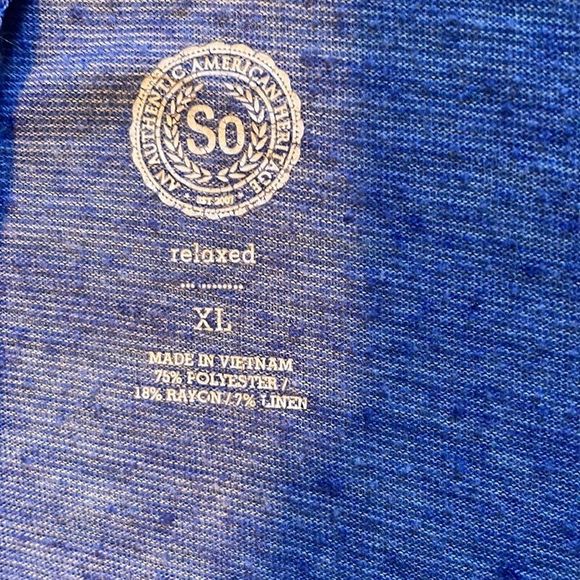 AN AUTHENTIC AMERICAN HERITAGE
So
EST. 2007
relaxed
XL
MADE IN VIETNAM
75% POLYESTER /
18% RAYON / 7% LINEN